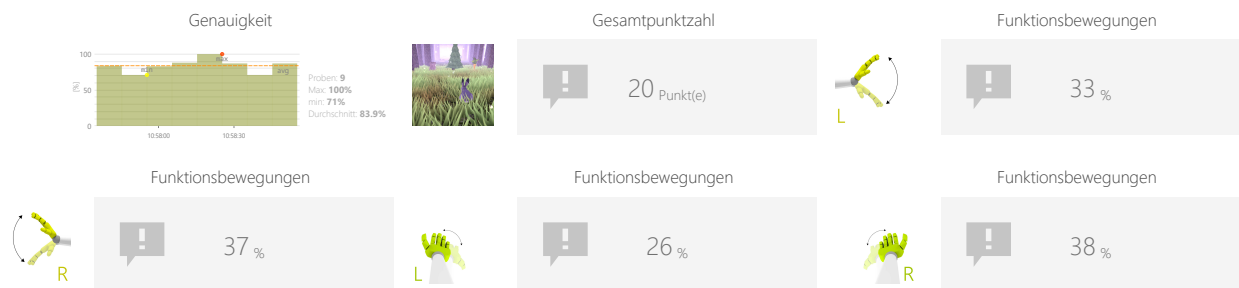 Genauigkeit
100
50
0
[%]
min
max
avg
10:58:00
10:58:30
Proben: 9
Max: 100%
min: 71%
Durchschnitt: 83.9%
Gesamtpunktzahl
20 Punkt(e)
Funktionsbewegungen
L
33 %
Funktionsbewegungen
R
37 %
Funktionsbewegungen
L
26 %
Funktionsbewegungen
R
38 %